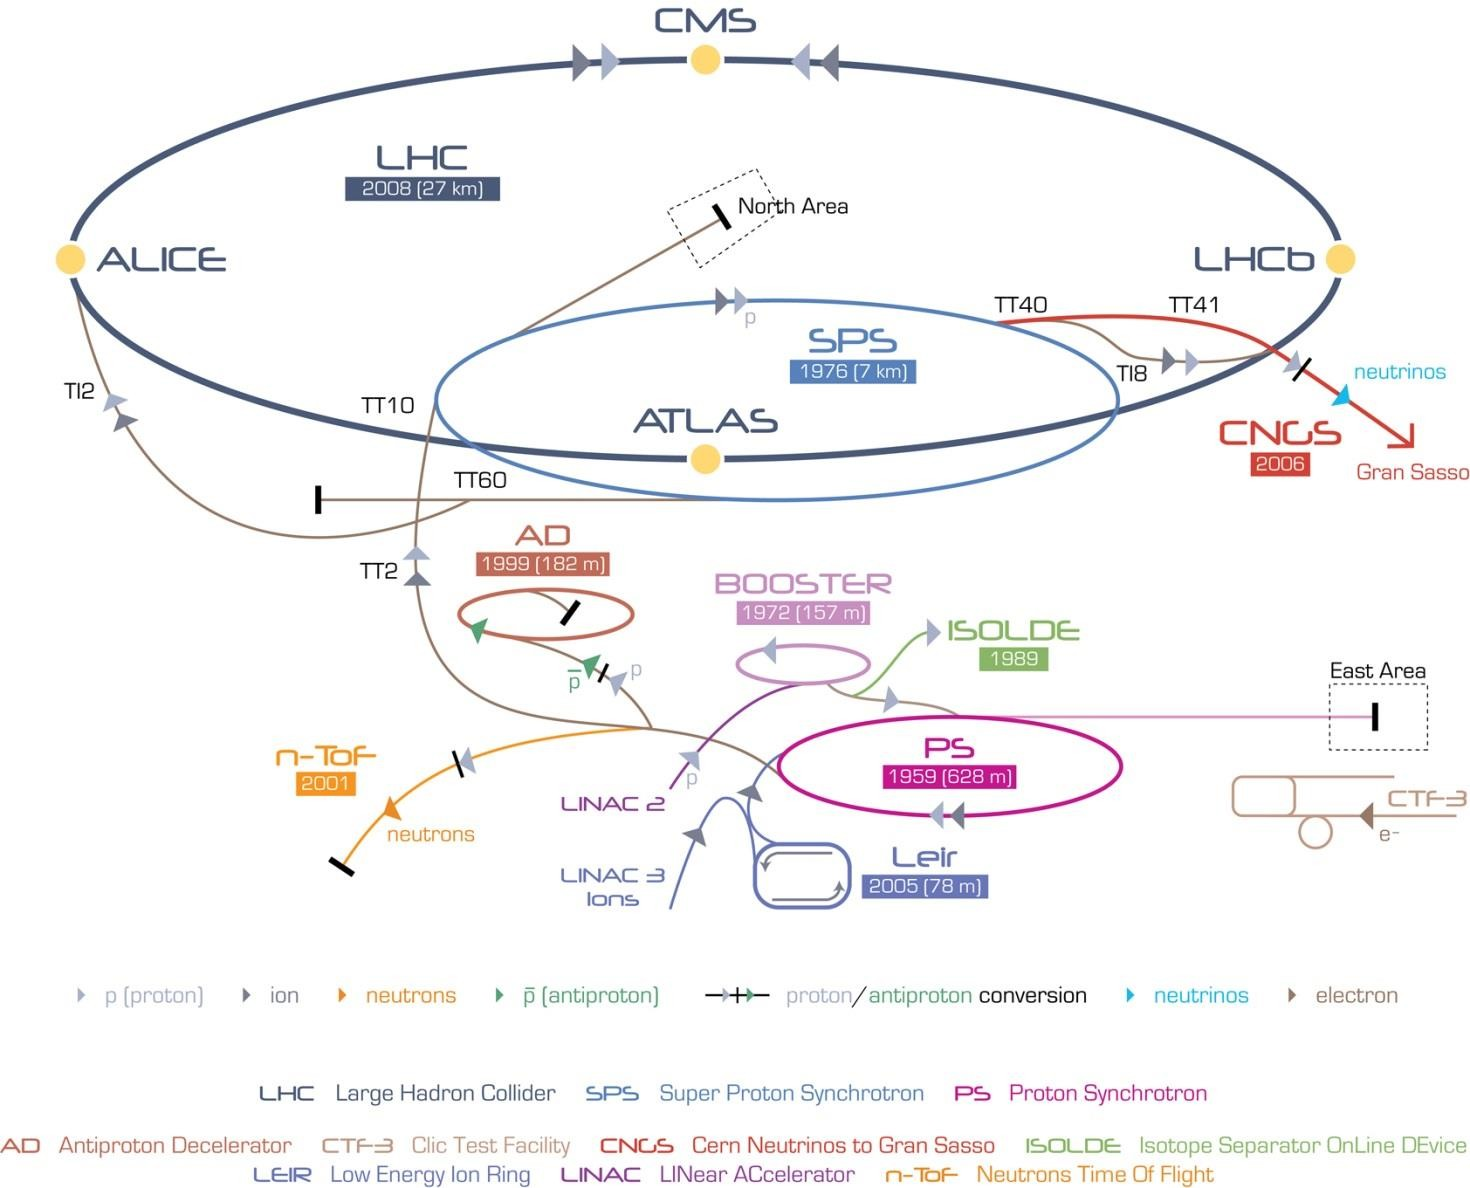 CMS
LHC
2008 (27 km)
North Area
ALICE
LHCb
TT40
TT41
p
SPS
1976 (7 km)
TI8
neutrinos
TI2
TT10
ATLAS
CNGS
2006
Gran Sasso
TT60
AD
1999 (182 m)
TT2
BOOSTER
1972 (157 m)
ISOLDE
1989
p
p̅
East Area
n-ToF
2001
PS
1959 (628 m)
p
LINAC 2
CTF-3
e-
neutrons
Leir
2005 (78 m)
LINAC 3
Ions
p (proton) ion neutrons p̅ (antiproton) proton/antiproton conversion neutrinos electron
LHC Large Hadron Collider SPS Super Proton Synchrotron PS Proton Synchrotron
AD Antiproton Decelerator CTF-3 Clic Test Facility CNGS Cern Neutrinos to Gran Sasso ISOLDE Isotope Separator OnLine DEvice
LEIR Low Energy Ion Ring LINAC LINear ACcelerator n-ToF Neutrons Time Of Flight